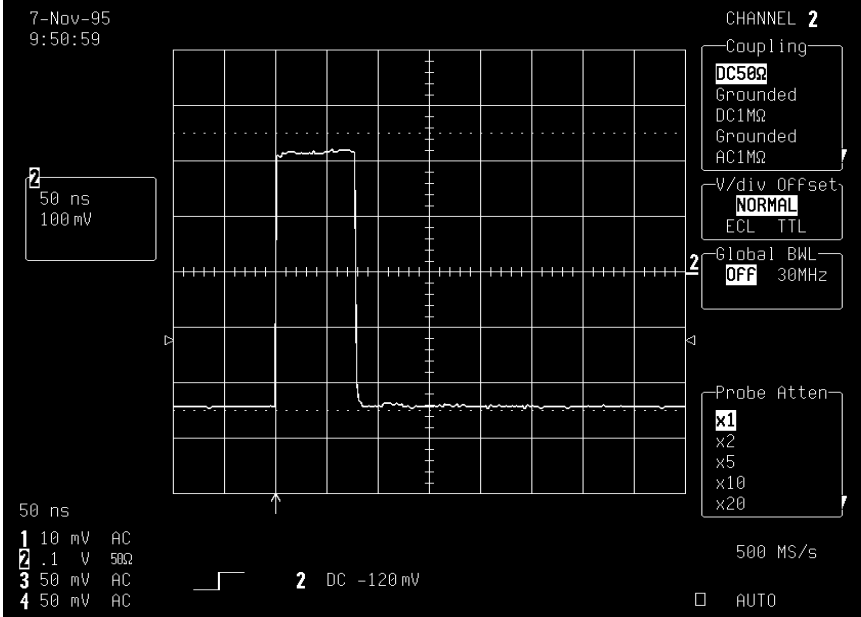 7-Nov-95
9:50:59
2
50 ns
100 mV
50 ns
1 10 mV AC
2 .1 V 50Ω
3 50 mV AC
4 50 mV AC
2 DC -120 mV
CHANNEL 2
Coupling
DC50Ω
Grounded
DC1MΩ
Grounded
AC1MΩ
V/div Offset
NORMAL
ECL TTL
2
Global BWL
OFF 30MHz
Probe Atten
x1
x2
x5
x10
x20
500 MS/s
AUTO